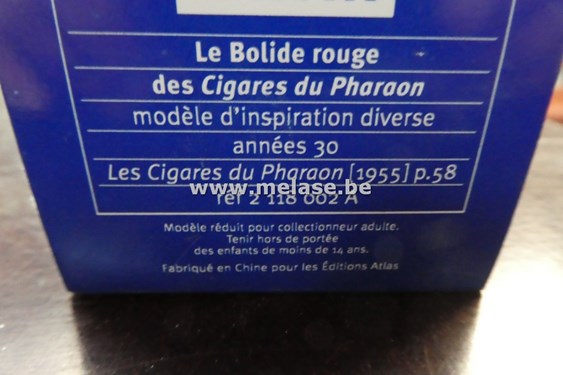 Le Bolide rouge
des Cigares du Pharaon
modèle d'inspiration diverse
années 30
Les Cigares du Pharaon [1955] p.58
www.melase.be
réf 2 118 002 A
Modèle réduit pour collectionneur adulte.
Tenir hors de portée
des enfants de moins de 14 ans.
Fabriqué en Chine pour les Éditions Atlas